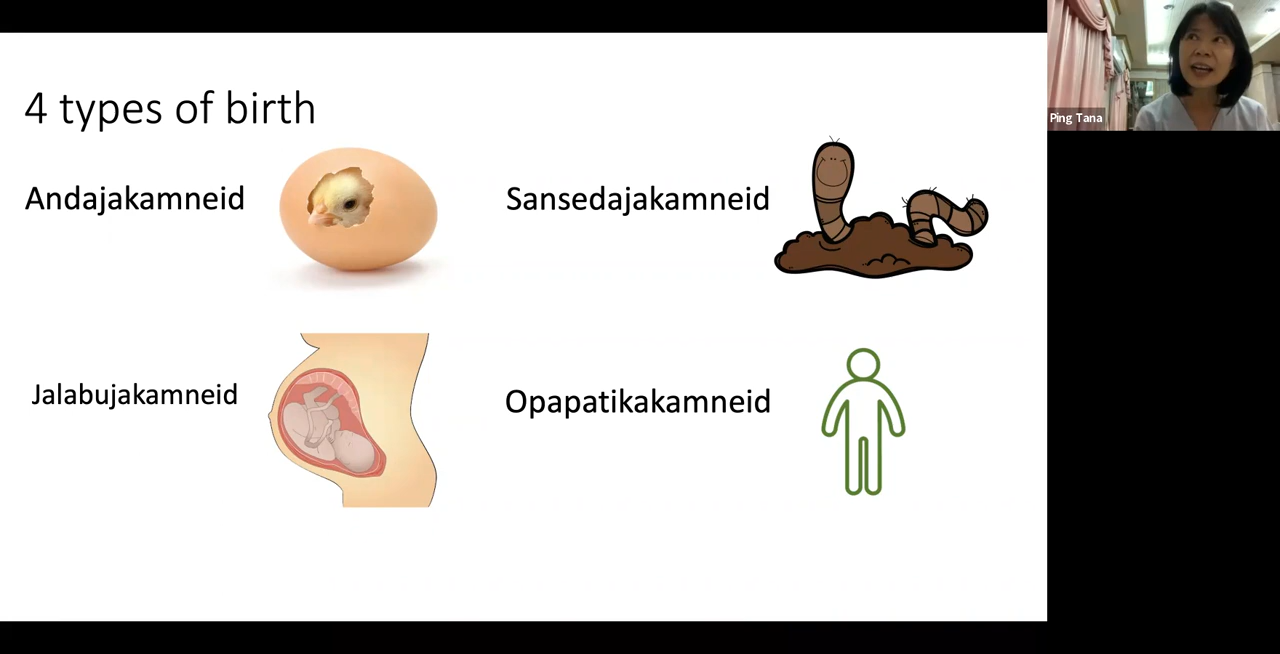 4 types of birth
Andajakamneid
Sansedajakamneid
Jalabujakamneid
Opapatikakamneid
Ping Tana